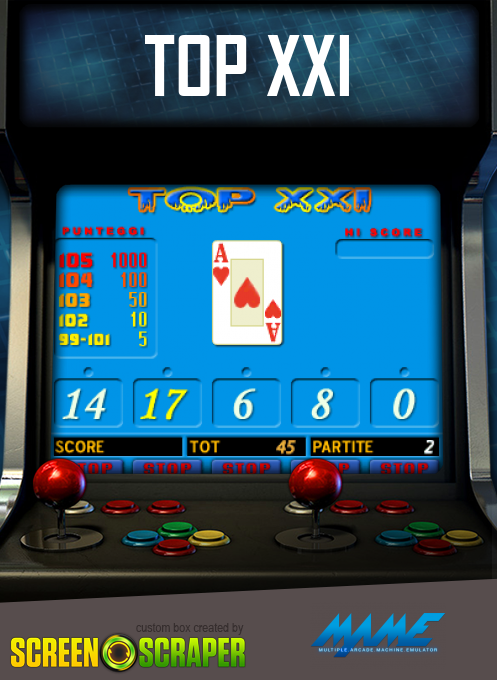 TOP XXI
TOP XXI
PUNTEGGI
HI SCORE
105 1000
104 100
103 50
102 10
99-101 5
A
A
14 17 6 8 0
SCORE TOT 45 PARTITE 2
STOP STOP STOP STOP STOP
custom box created by
SCREEN SCRAPER
MAME
MULTIPLE ARCADE MACHINE EMULATOR